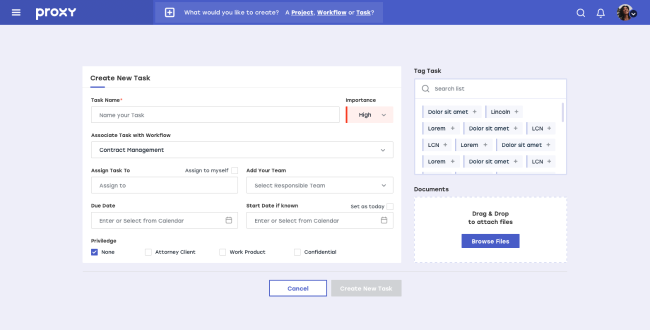 proxy
What would you like to create? A Project, Workflow or Task?
Create New Task
Task Name*
Importance
Name your Task
High
Associate Task with Workflow
Contract Management
Assign Task To
Assign to myself
Add Your Team
Assign to
Select Responsible Team
Due Date
Start Date if known
Set as today
Enter or Select from Calendar
Enter or Select from Calendar
Priviledge
None
Attorney Client
Work Product
Confidential
Tag Task
Search list
Dolor sit amet +
Lincoln +
Lorem +
Dolor sit amet +
LCN +
LCN +
Lorem +
Dolor sit amet +
Lorem +
Dolor sit amet +
LCN +
Documents
Drag & Drop
to attach files
Browse Files
Cancel
Create New Task